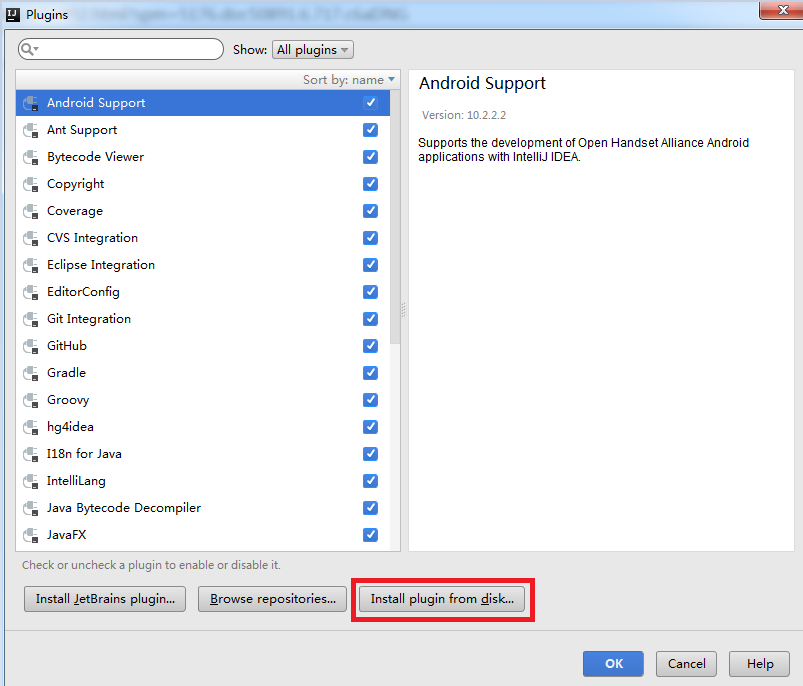 Plugins
Show: All plugins
Sort by: name
Android Support
Ant Support
Bytecode Viewer
Copyright
Coverage
CVS Integration
Eclipse Integration
EditorConfig
Git Integration
GitHub
Gradle
Groovy
hg4idea
I18n for Java
IntelliLang
Java Bytecode Decompiler
JavaFX
Android Support
Version: 10.2.2.2
Supports the development of Open Handset Alliance Android
applications with IntelliJ IDEA.
Check or uncheck a plugin to enable or disable it.
Install JetBrains plugin... Browse repositories... Install plugin from disk...
OK Cancel Help